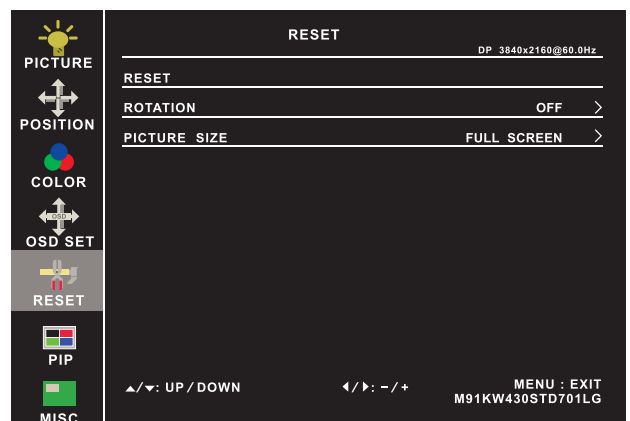 PICTURE
POSITION
COLOR
OSD
OSD SET
RESET
PIP
MISC
RESET
DP 3840x2160@60.0Hz
RESET
ROTATION OFF >
PICTURE SIZE FULL SCREEN >
▲/▼: UP / DOWN ◀/▶: - / + MENU : EXIT
M91KW430STD701LG